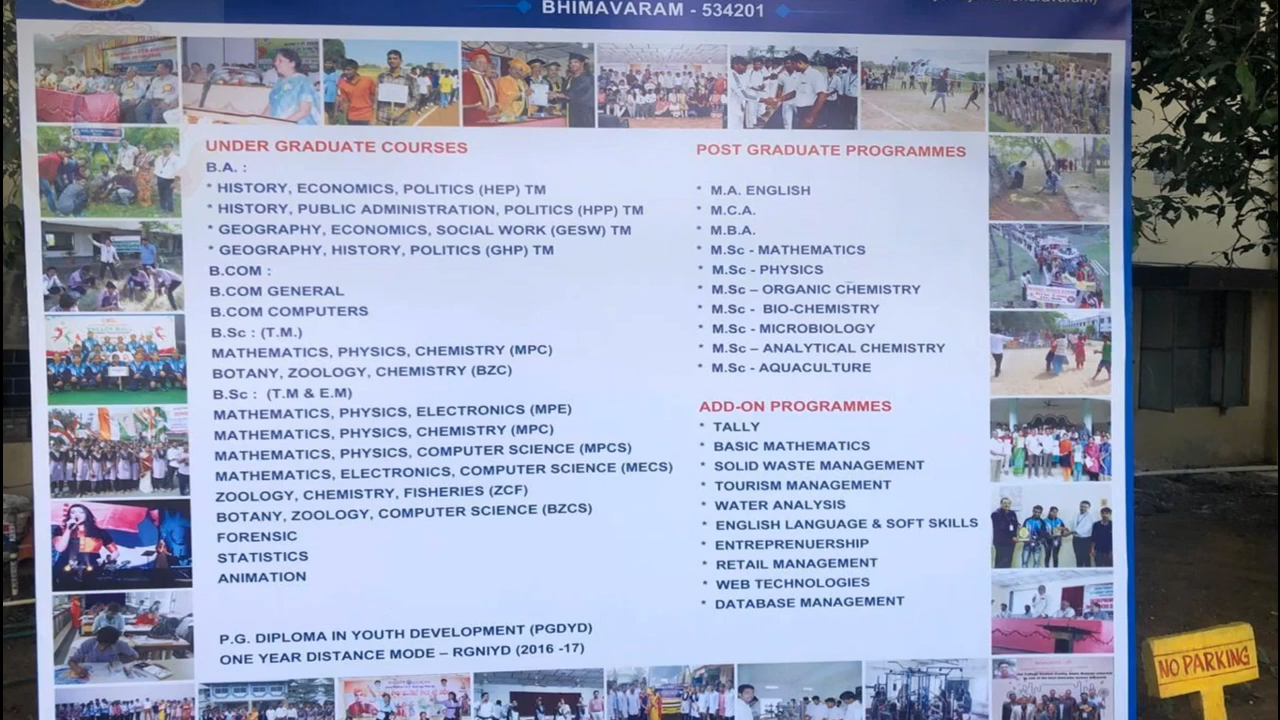 BHIMAVARAM - 534201
UNDER GRADUATE COURSES
B.A. :
* HISTORY, ECONOMICS, POLITICS (HEP) TM
* HISTORY, PUBLIC ADMINISTRATION, POLITICS (HPP) TM
* GEOGRAPHY, ECONOMICS, SOCIAL WORK (GESW) TM
* GEOGRAPHY, HISTORY, POLITICS (GHP) TM
B.COM :
B.COM GENERAL
B.COM COMPUTERS
B.Sc : (T.M.)
MATHEMATICS, PHYSICS, CHEMISTRY (MPC)
BOTANY, ZOOLOGY, CHEMISTRY (BZC)
B.Sc : (T.M & E.M)
MATHEMATICS, PHYSICS, ELECTRONICS (MPE)
MATHEMATICS, PHYSICS, CHEMISTRY (MPC)
MATHEMATICS, PHYSICS, COMPUTER SCIENCE (MPCS)
MATHEMATICS, ELECTRONICS, COMPUTER SCIENCE (MECS)
ZOOLOGY, CHEMISTRY, FISHERIES (ZCF)
BOTANY, ZOOLOGY, COMPUTER SCIENCE (BZCS)
FORENSIC
STATISTICS
ANIMATION
P.G. DIPLOMA IN YOUTH DEVELOPMENT (PGDYD)
ONE YEAR DISTANCE MODE – RGNIYD (2016 -17)
POST GRADUATE PROGRAMMES
* M.A. ENGLISH
* M.C.A.
* M.B.A.
* M.Sc - MATHEMATICS
* M.Sc - PHYSICS
* M.Sc – ORGANIC CHEMISTRY
* M.Sc - BIO-CHEMISTRY
* M.Sc - MICROBIOLOGY
* M.Sc – ANALYTICAL CHEMISTRY
* M.Sc - AQUACULTURE
ADD-ON PROGRAMMES
* TALLY
* BASIC MATHEMATICS
* SOLID WASTE MANAGEMENT
* TOURISM MANAGEMENT
* WATER ANALYSIS
* ENGLISH LANGUAGE & SOFT SKILLS
* ENTREPRENUERSHIP
* RETAIL MANAGEMENT
* WEB TECHNOLOGIES
* DATABASE MANAGEMENT
NO PARKING